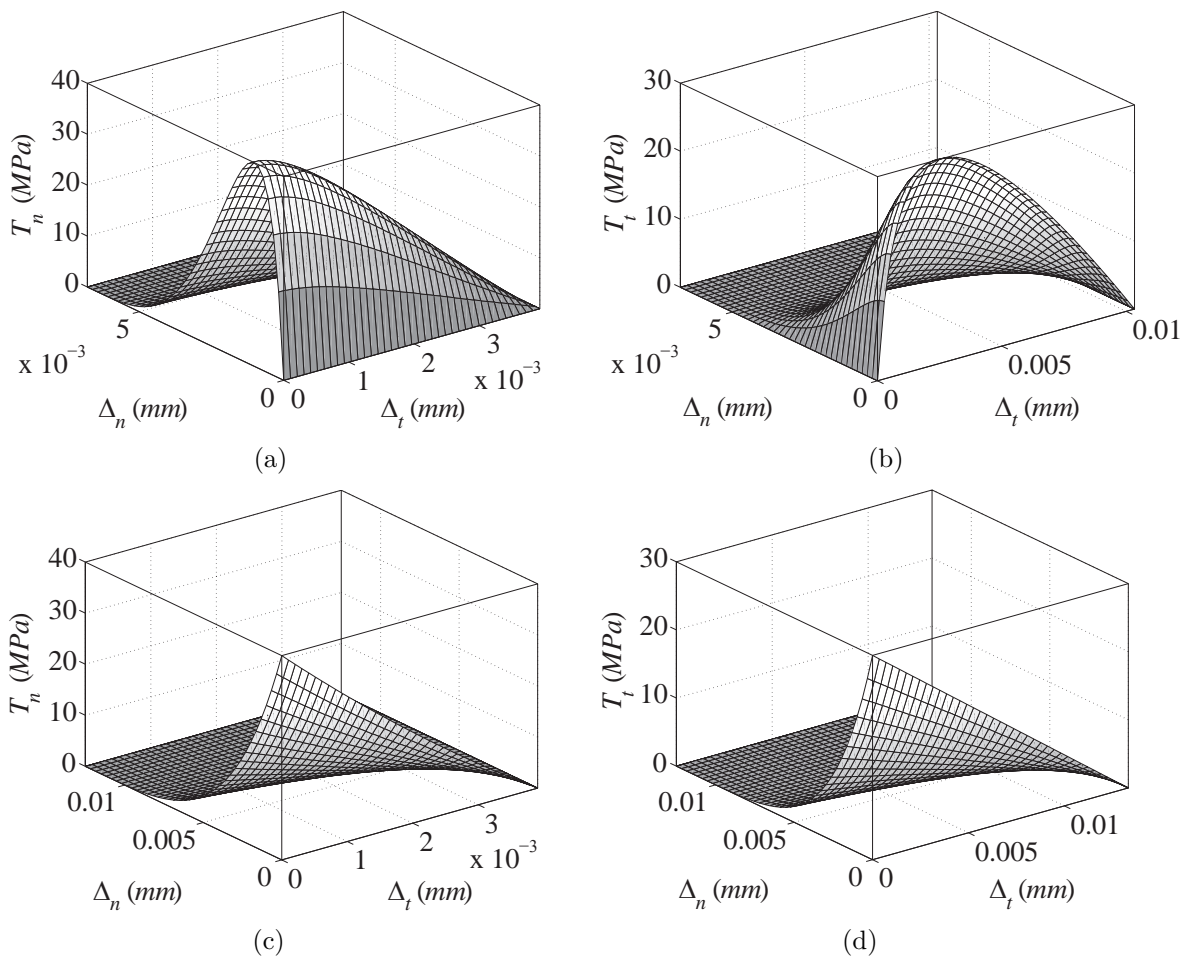 40
30
20
10
0
T_n (MPa)
5
x 10^−3
0
Δ_n (mm)
0
1
2
3
x 10^−3
Δ_t (mm)
(a)
30
20
10
0
T_t (MPa)
5
x 10^−3
0
Δ_n (mm)
0
0.005
0.01
Δ_t (mm)
(b)
40
30
20
10
0
T_n (MPa)
0.01
0.005
0
Δ_n (mm)
0
1
2
3
x 10^−3
Δ_t (mm)
(c)
30
20
10
0
T_t (MPa)
0.01
0.005
0
Δ_n (mm)
0
0.005
0.01
Δ_t (mm)
(d)